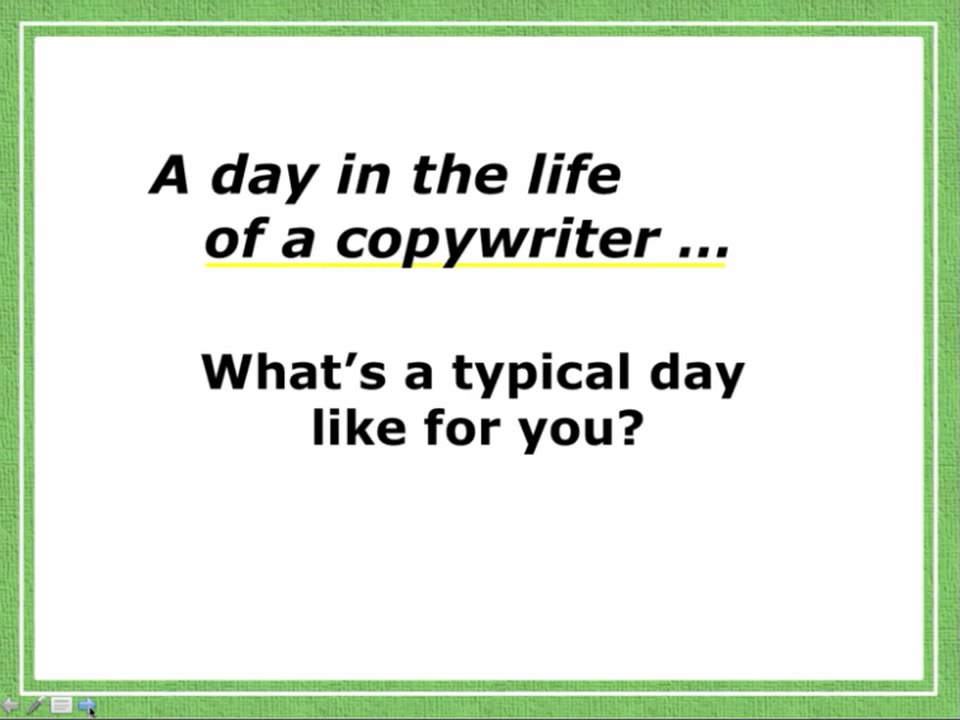 A day in the life
of a copywriter ...
What’s a typical day
like for you?